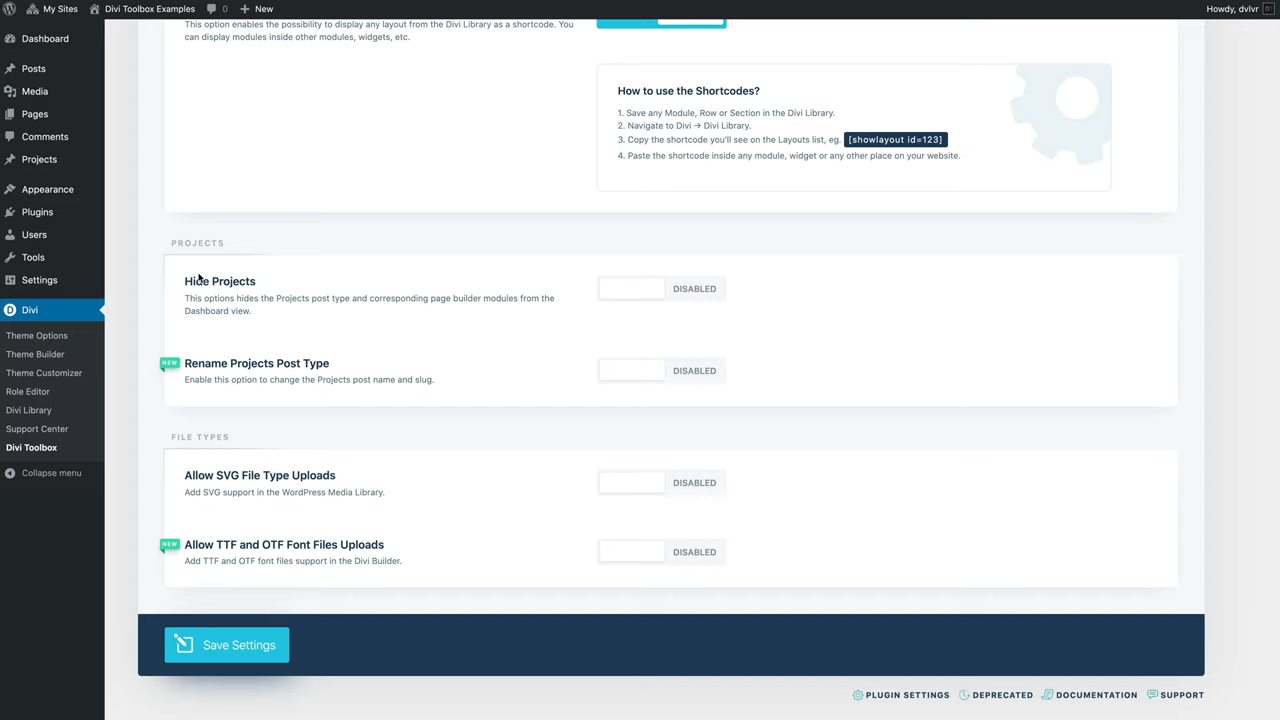 My Sites
Divi Toolbox Examples
0
New
Howdy, dvlvr
Dashboard
Posts
Media
Pages
Comments
Projects
Appearance
Plugins
Users
Tools
Settings
Divi
Theme Options
Theme Builder
Theme Customizer
Role Editor
Divi Library
Support Center
Divi Toolbox
Collapse menu
This option enables the possibility to display any layout from the Divi Library as a shortcode. You
can display modules inside other modules, widgets, etc.
How to use the Shortcodes?
1. Save any Module, Row or Section in the Divi Library.
2. Navigate to Divi → Divi Library.
3. Copy the shortcode you'll see on the Layouts list, eg. [showlayout id=123]
4. Paste the shortcode inside any module, widget or any other place on your website.
PROJECTS
Hide Projects
This options hides the Projects post type and corresponding page builder modules from the
Dashboard view.
DISABLED
NEW
Rename Projects Post Type
Enable this option to change the Projects post name and slug.
DISABLED
FILE TYPES
Allow SVG File Type Uploads
Add SVG support in the WordPress Media Library.
DISABLED
NEW
Allow TTF and OTF Font Files Uploads
Add TTF and OTF font files support in the Divi Builder.
DISABLED
Save Settings
PLUGIN SETTINGS
DEPRECATED
DOCUMENTATION
SUPPORT